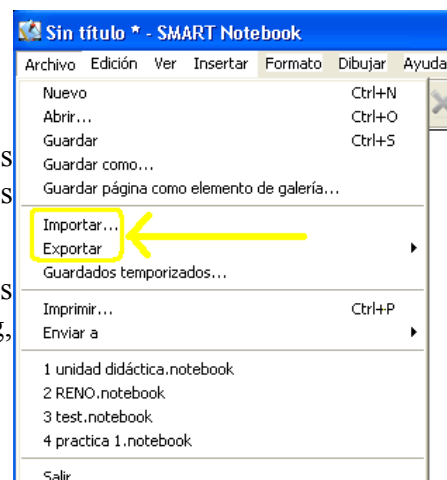 Sin título * - SMART Notebook
Archivo Edición Ver Insertar Formato Dibujar Ayuda
Nuevo Ctrl+N
Abrir... Ctrl+O
Guardar Ctrl+S
Guardar como...
Guardar página como elemento de galería...
Importar...
Exportar
Guardados temporizados...
Imprimir... Ctrl+P
Enviar a
1 unidad didáctica.notebook
2 RENO.notebook
3 test.notebook
4 practica 1.notebook
Salir